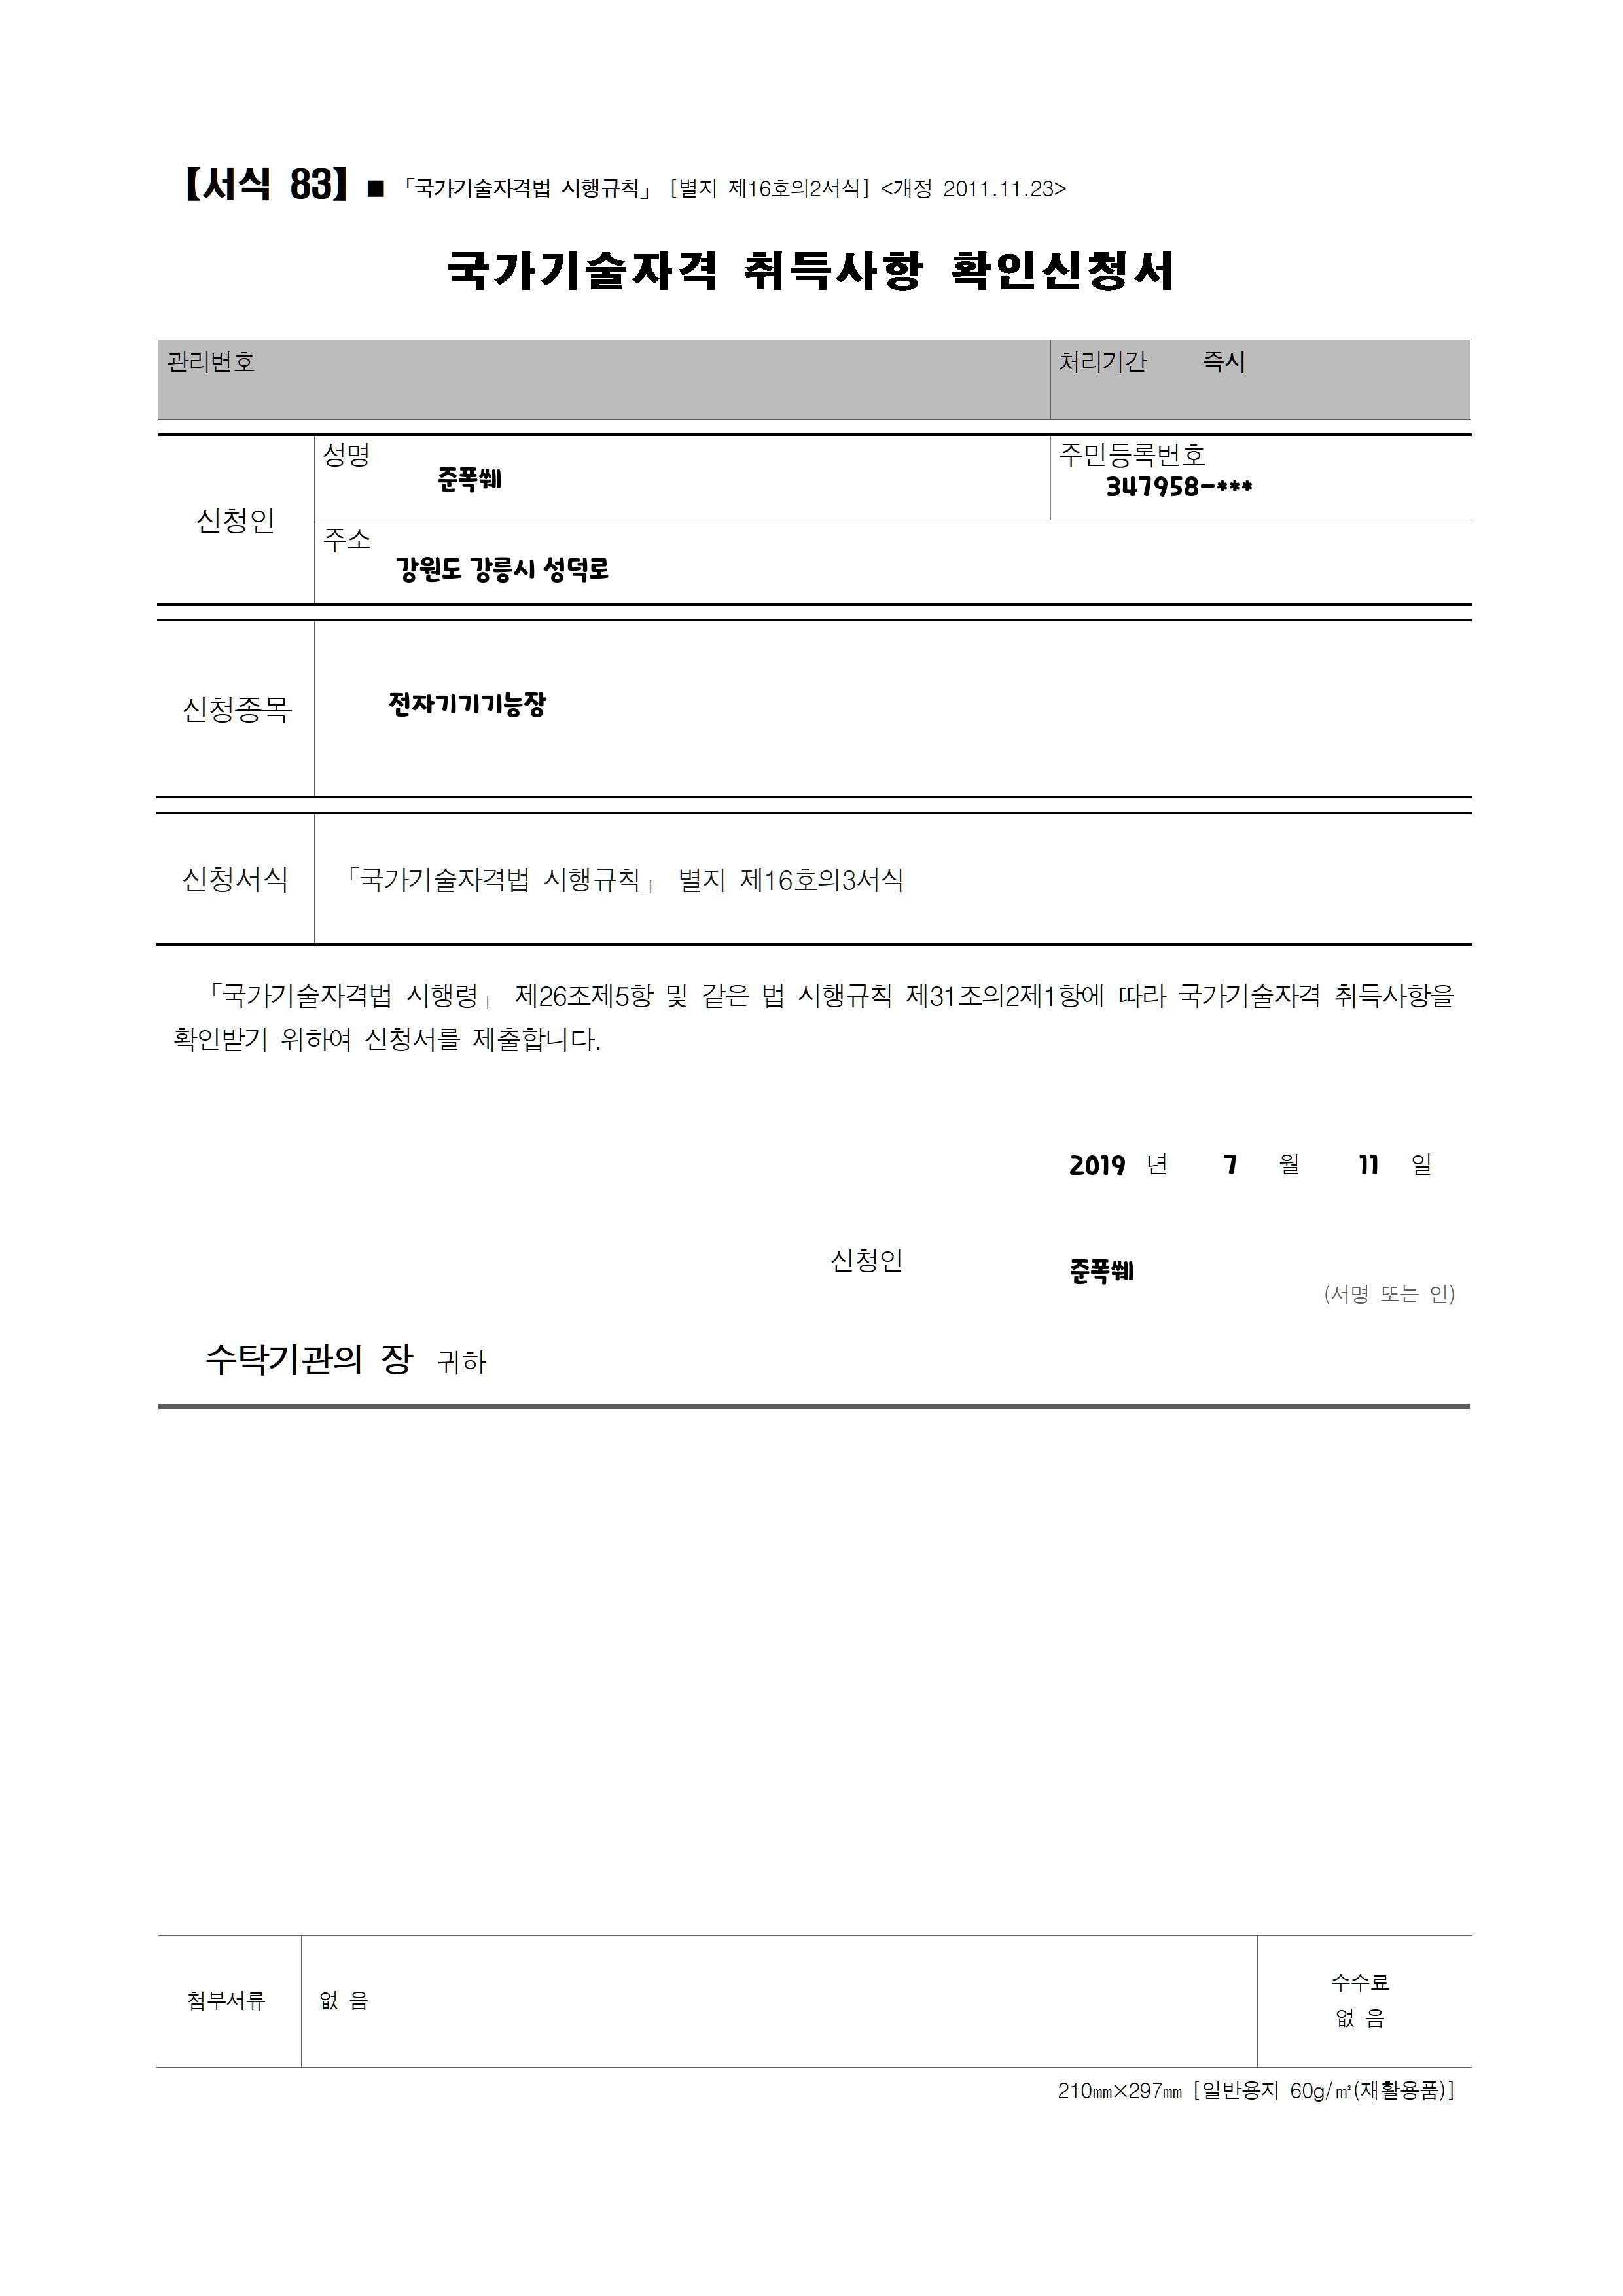 【서식 83】 ■ 「국가기술자격법 시행규칙」 [별지 제16호의2서식] <개정 2011.11.23>
국가기술자격 취득사항 확인신청서
관리번호 처리기간 즉시
성명 주민등록번호
준폭쒜 347958-***
신청인
주소
강원도 강릉시 성덕로
신청종목 전자기기기능장
신청서식 「국가기술자격법 시행규칙」 별지 제16호의3서식
「국가기술자격법 시행령」 제26조제5항 및 같은 법 시행규칙 제31조의2제1항에 따라 국가기술자격 취득사항을
확인받기 위하여 신청서를 제출합니다.
2019 년 7 월 11 일
신청인 준폭쒜
(서명 또는 인)
수탁기관의 장 귀하
첨부서류 없 음 수수료
없 음
210㎜×297㎜ [일반용지 60g/㎡(재활용품)]